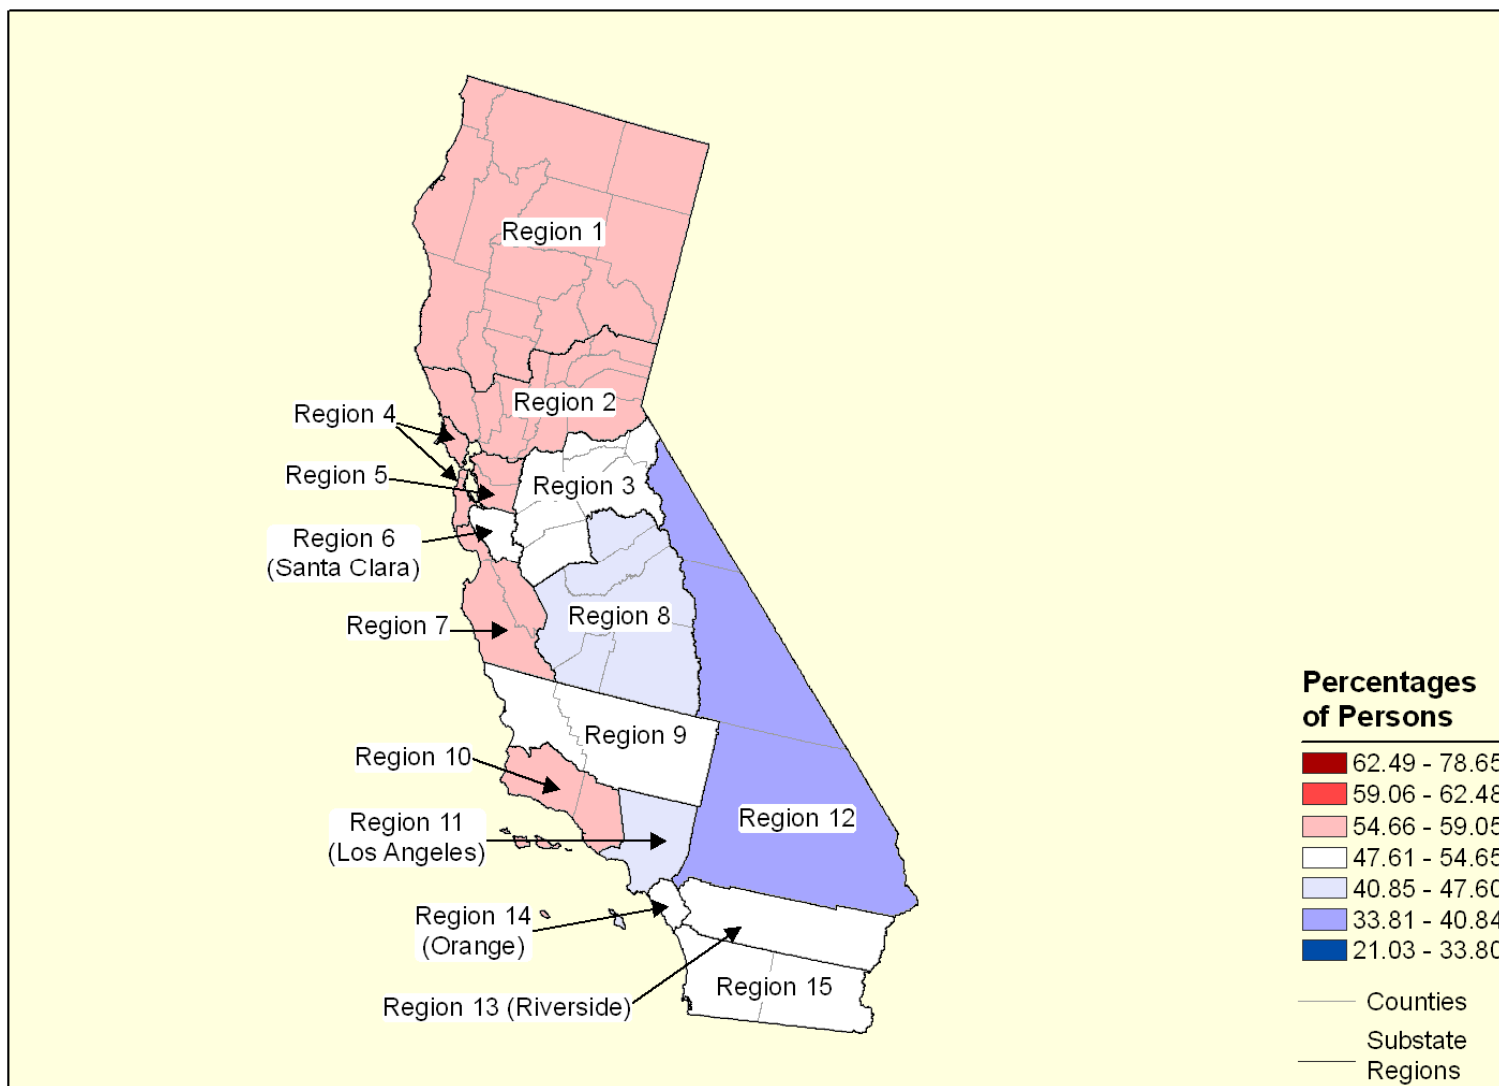 Region 1
Region 2
Region 4
Region 5
Region 3
Region 6
(Santa Clara)
Region 7
Region 8
Region 9
Region 10
Region 11
(Los Angeles)
Region 12
Region 14
(Orange)
Region 13 (Riverside)
Region 15
Percentages
of Persons
62.49 - 78.65
59.06 - 62.48
54.66 - 59.05
47.61 - 54.65
40.85 - 47.60
33.81 - 40.84
21.03 - 33.80
Counties
Substate
Regions